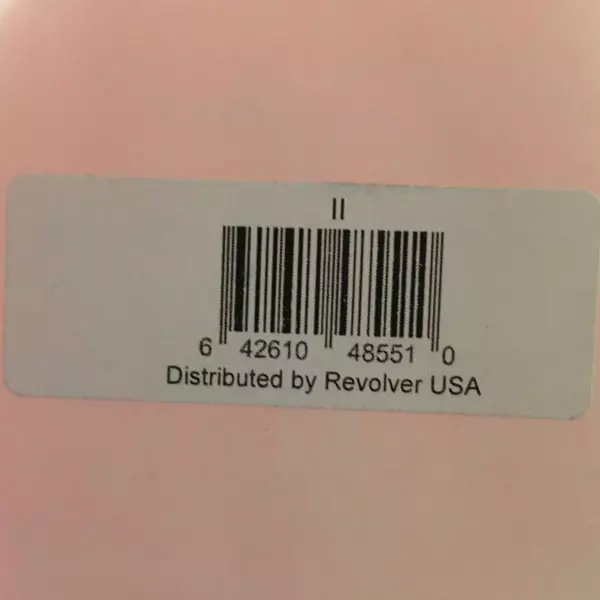 II
6 42610 48551 0
Distributed by Revolver USA